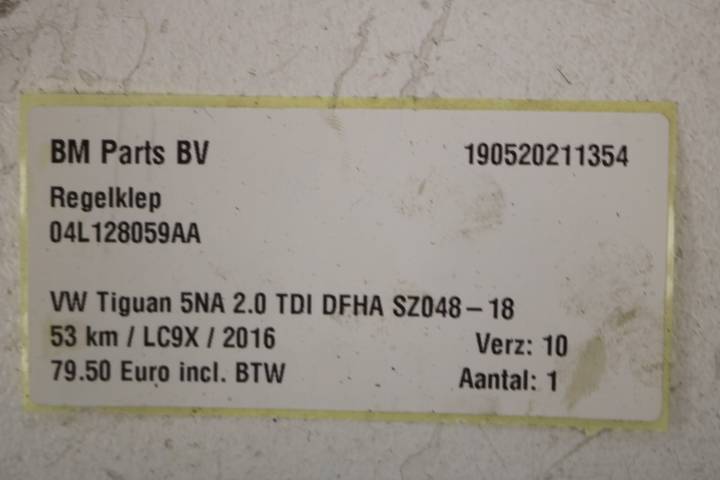 BM Parts BV 190520211354
Regelklep
04L128059AA
VW Tiguan 5NA 2.0 TDI DFHA SZ048-18
53 km / LC9X / 2016 Verz: 10
79.50 Euro incl. BTW Aantal: 1